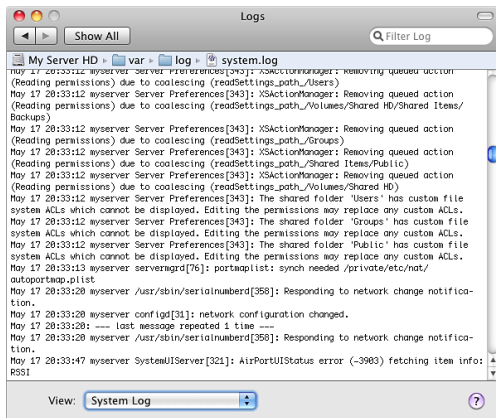 Logs
Show All
Filter Log
My Server HD ▸ var ▸ log ▸ system.log
May 17 20:33:12 myserver Server Preferences[343]: XSActionManager: Removing queued action
(Reading permissions) due to coalescing (readSettings_path_/Users)
May 17 20:33:12 myserver Server Preferences[343]: XSActionManager: Removing queued action
(Reading permissions) due to coalescing (readSettings_path_/Volumes/Shared HD/Shared Items/
Backups)
May 17 20:33:12 myserver Server Preferences[343]: XSActionManager: Removing queued action
(Reading permissions) due to coalescing (readSettings_path_/Groups)
May 17 20:33:12 myserver Server Preferences[343]: XSActionManager: Removing queued action
(Reading permissions) due to coalescing (readSettings_path_/Shared Items/Public)
May 17 20:33:12 myserver Server Preferences[343]: XSActionManager: Removing queued action
(Reading permissions) due to coalescing (readSettings_path_/Volumes/Shared HD)
May 17 20:33:12 myserver Server Preferences[343]: The shared folder 'Users' has custom file
system ACLs which cannot be displayed. Editing the permissions may replace any custom ACLs.
May 17 20:33:12 myserver Server Preferences[343]: The shared folder 'Groups' has custom file
system ACLs which cannot be displayed. Editing the permissions may replace any custom ACLs.
May 17 20:33:12 myserver Server Preferences[343]: The shared folder 'Public' has custom file
system ACLs which cannot be displayed. Editing the permissions may replace any custom ACLs.
May 17 20:33:13 myserver servermgrd[76]: portmaplist: synch needed /private/etc/nat/
autoportmap.plist
May 17 20:33:20 myserver /usr/sbin/serialnumberd[358]: Responding to network change notifica-
tion.
May 17 20:33:20 myserver configd[31]: network configuration changed.
May 17 20:33:20: --- last message repeated 1 time ---
May 17 20:33:20 myserver /usr/sbin/serialnumberd[358]: Responding to network change notifica-
tion.
May 17 20:33:47 myserver SystemUIServer[321]: AirPortUIStatus error (-3903) fetching item info:
RSSI
View: System Log
?